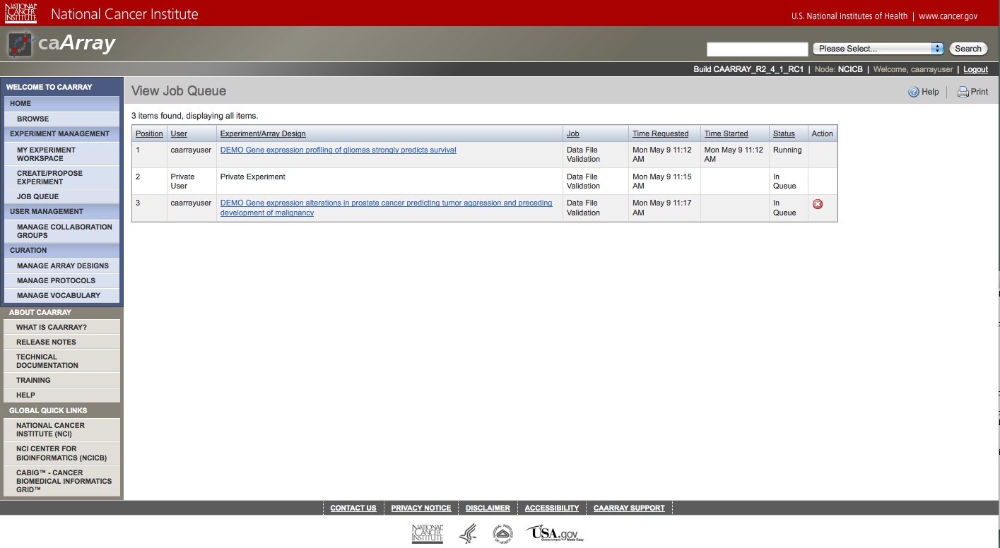 NATIONAL CANCER INSTITUTE
National Cancer Institute
U.S. National Institutes of Health | www.cancer.gov
caArray
Please Select...
Search
Build CAARRAY_R2_4_1_RC1 | Node: NCICB | Welcome, caarrayuser | Logout
WELCOME TO CAARRAY
HOME
BROWSE
EXPERIMENT MANAGEMENT
MY EXPERIMENT
WORKSPACE
CREATE/PROPOSE
EXPERIMENT
JOB QUEUE
USER MANAGEMENT
MANAGE COLLABORATION
GROUPS
CURATION
MANAGE ARRAY DESIGNS
MANAGE PROTOCOLS
MANAGE VOCABULARY
ABOUT CAARRAY
WHAT IS CAARRAY?
RELEASE NOTES
TECHNICAL
DOCUMENTATION
TRAINING
HELP
GLOBAL QUICK LINKS
NATIONAL CANCER
INSTITUTE (NCI)
NCI CENTER FOR
BIOINFORMATICS (NCICB)
CABIG™ - CANCER
BIOMEDICAL INFORMATICS
GRID™
View Job Queue
Help
Print
3 items found, displaying all items.
Position User Experiment/Array Design Job Time Requested Time Started Status Action
1 caarrayuser DEMO Gene expression profiling of gliomas strongly predicts survival Data File Mon May 9 11:12 Mon May 9 11:12 Running
Validation AM AM
2 Private Private Experiment Data File Mon May 9 11:15 In
User Validation AM Queue
3 caarrayuser DEMO Gene expression alterations in prostate cancer predicting tumor aggression and preceding Data File Mon May 9 11:17 In
development of malignancy Validation AM Queue
CONTACT US PRIVACY NOTICE DISCLAIMER ACCESSIBILITY CAARRAY SUPPORT
NATIONAL CANCER INSTITUTE
USA.gov
Government Made Easy